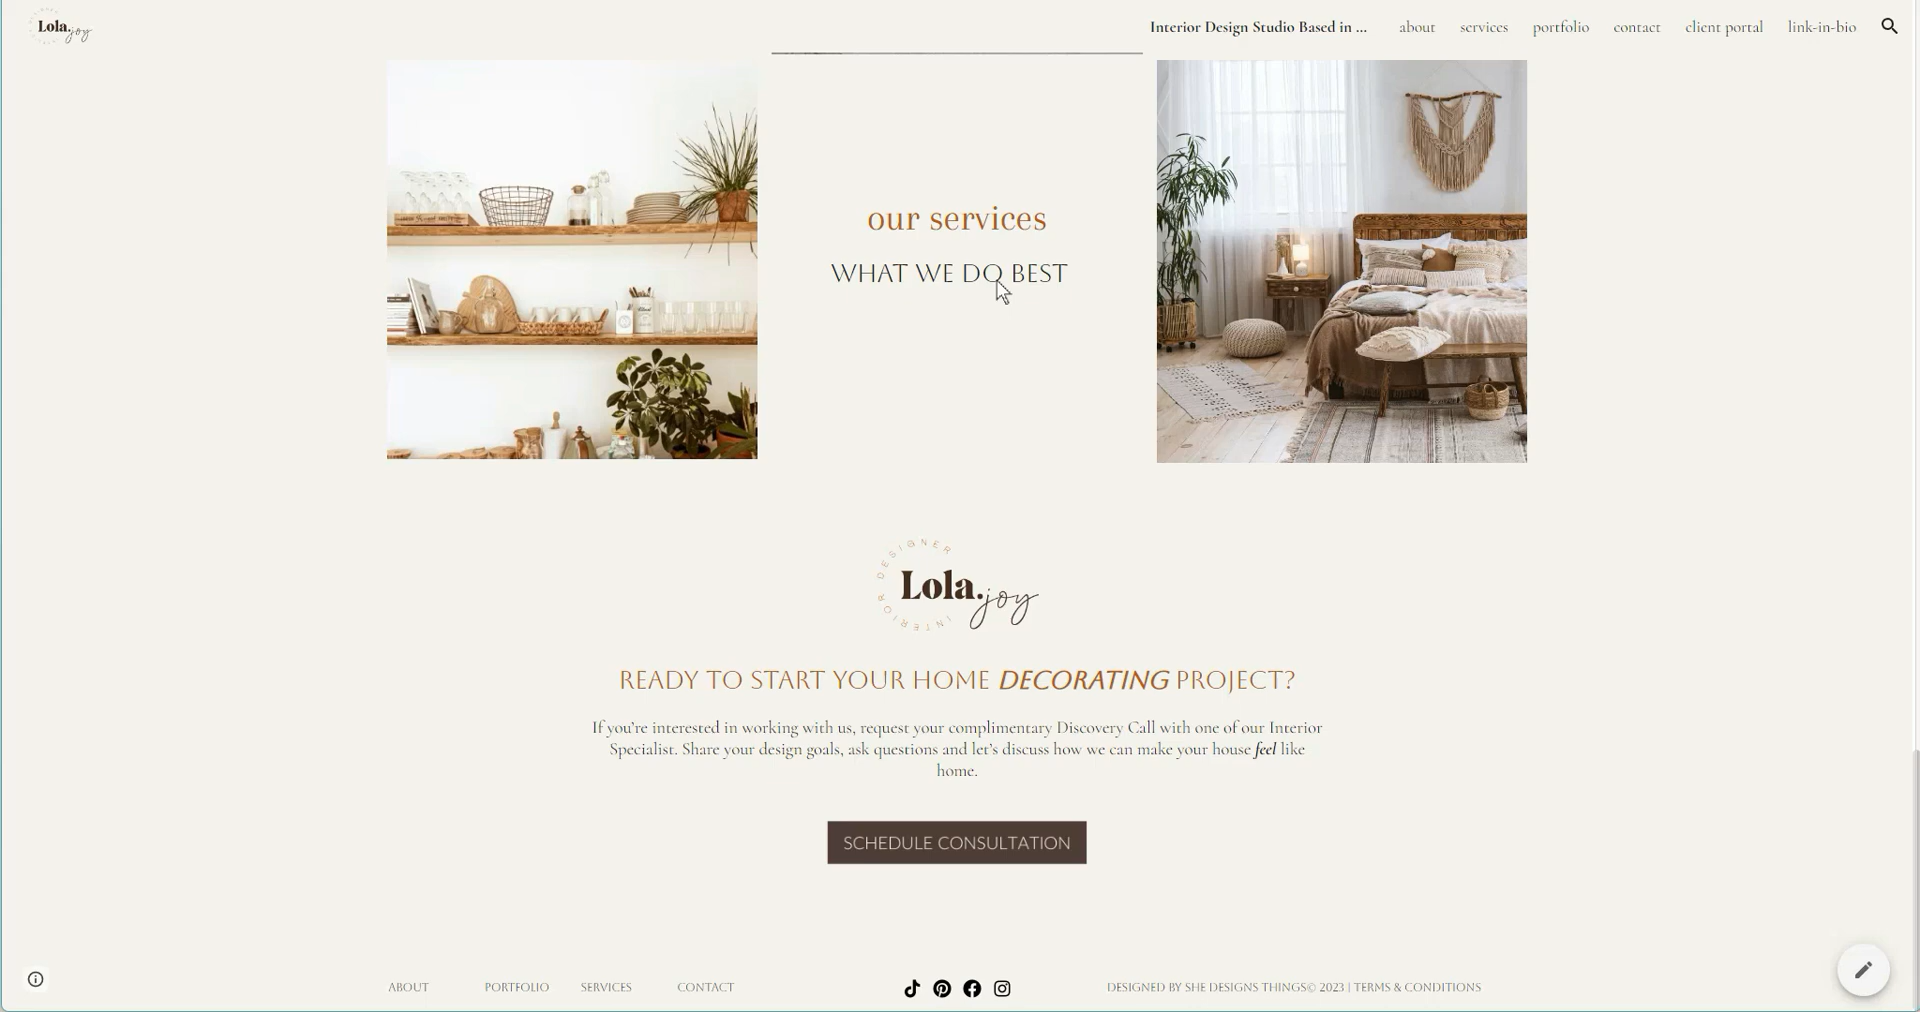 Lola.joy
Interior Design Studio Based in ...
about
services
portfolio
contact
client portal
link-in-bio
our services
WHAT WE DO BEST
INTERIOR DESIGNER
Lola.joy
READY TO START YOUR HOME DECORATING PROJECT?
If you’re interested in working with us, request your complimentary Discovery Call with one of our Interior
Specialist. Share your design goals, ask questions and let’s discuss how we can make your house feel like
home.
SCHEDULE CONSULTATION
ABOUT
PORTFOLIO
SERVICES
CONTACT
DESIGNED BY SHE DESIGNS THINGS© 2023 | TERMS & CONDITIONS